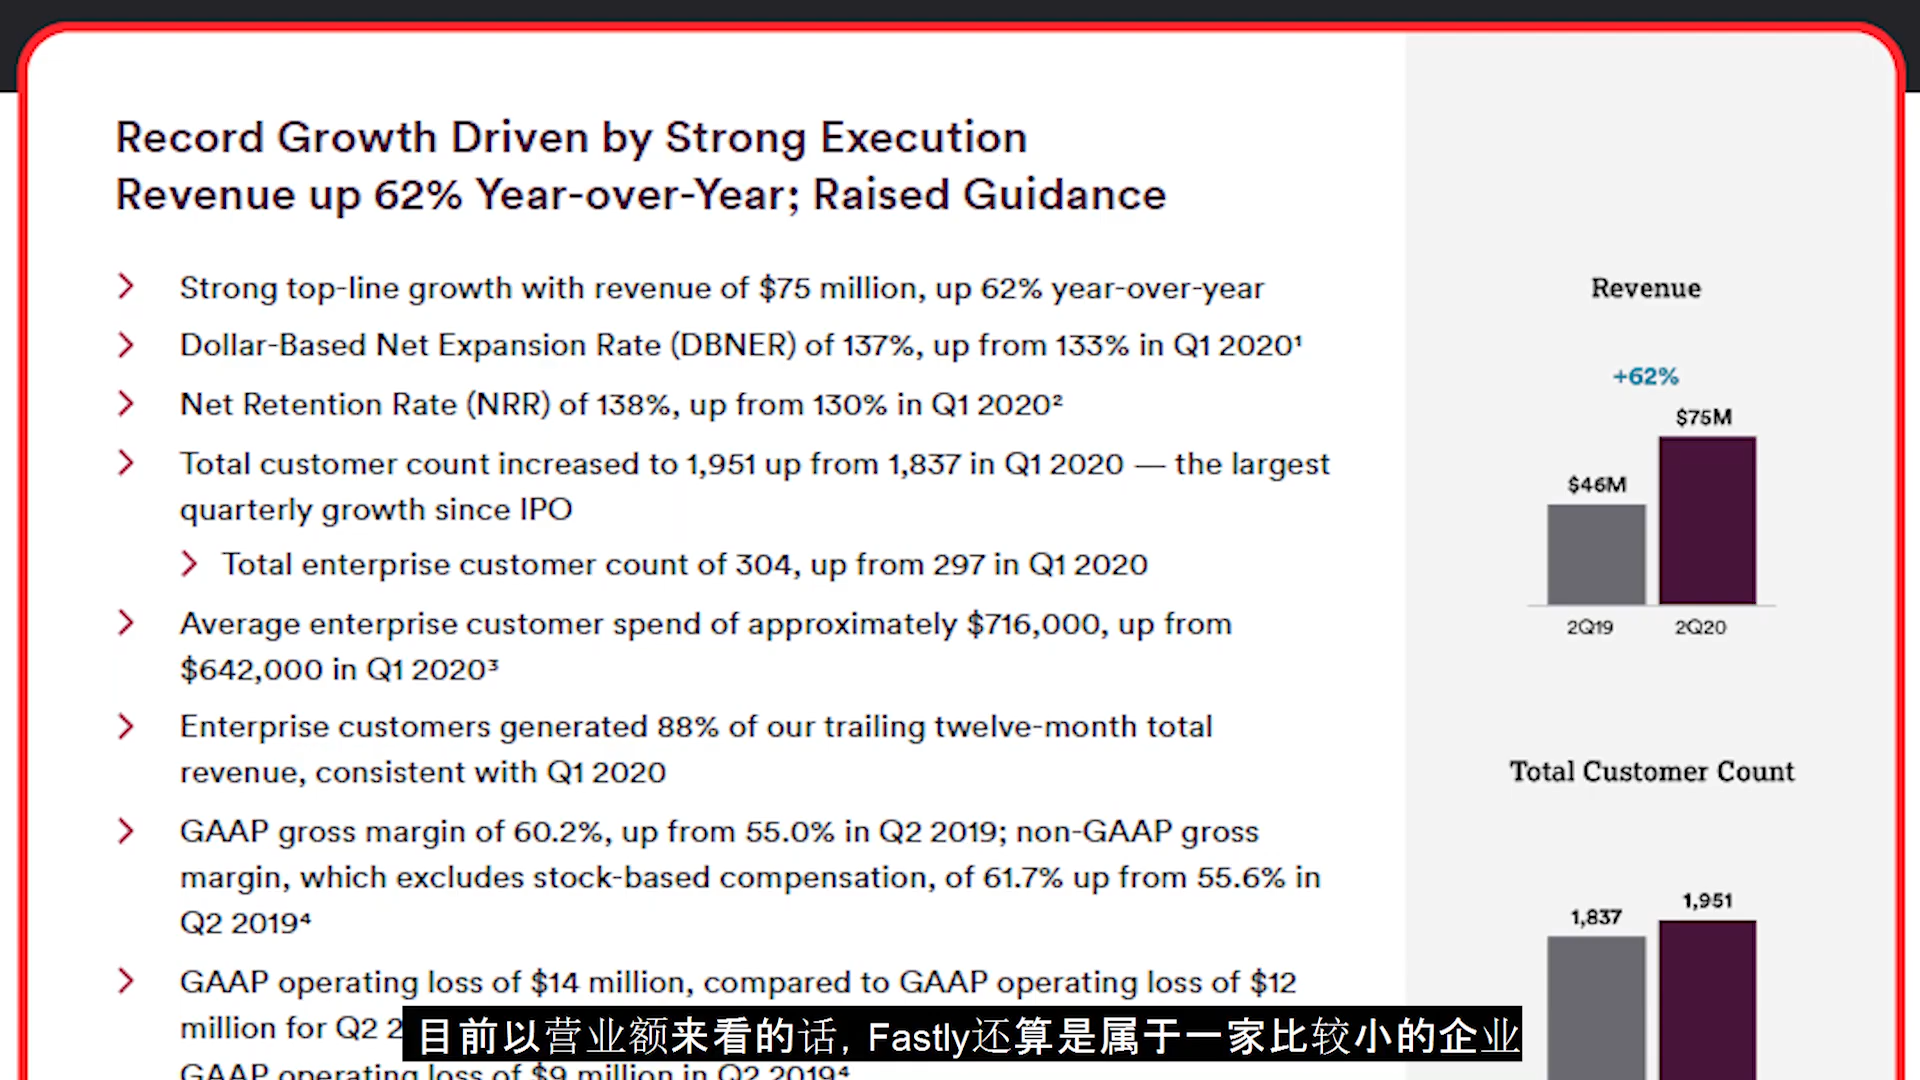 Record Growth Driven by Strong Execution
Revenue up 62% Year-over-Year; Raised Guidance
Strong top-line growth with revenue of $75 million, up 62% year-over-year
Dollar-Based Net Expansion Rate (DBNER) of 137%, up from 133% in Q1 2020¹
Net Retention Rate (NRR) of 138%, up from 130% in Q1 2020²
Total customer count increased to 1,951 up from 1,837 in Q1 2020 — the largest
quarterly growth since IPO
Total enterprise customer count of 304, up from 297 in Q1 2020
Average enterprise customer spend of approximately $716,000, up from
$642,000 in Q1 2020³
Enterprise customers generated 88% of our trailing twelve-month total
revenue, consistent with Q1 2020
GAAP gross margin of 60.2%, up from 55.0% in Q2 2019; non-GAAP gross
margin, which excludes stock-based compensation, of 61.7% up from 55.6% in
Q2 2019⁴
GAAP operating loss of $14 million, compared to GAAP operating loss of $12
million for Q2 2
GAAP operating loss of $9 million in Q2 2019⁴
Revenue
+62%
$75M
$46M
2Q19 2Q20
Total Customer Count
1,951
1,837
目前以营业额来看的话, Fastly还算是属于一家比较小的企业